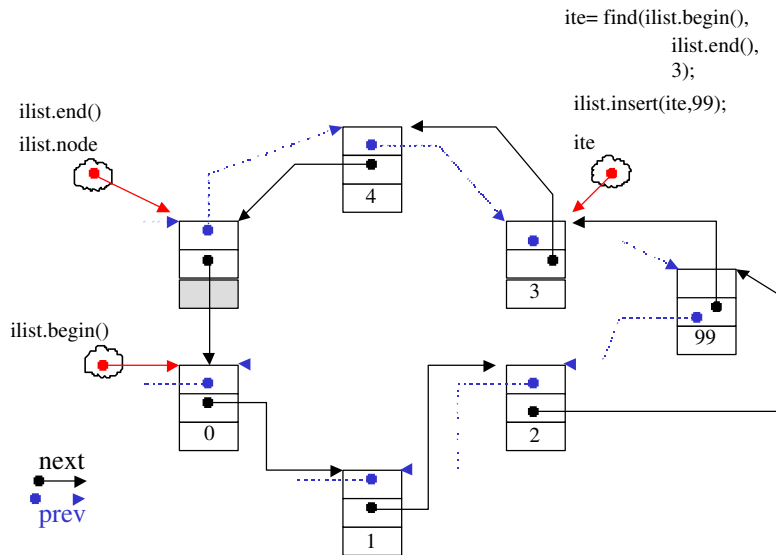 ite= find(ilist.begin(),
ilist.end(),
3);
ilist.insert(ite,99);
ite
ilist.end()
ilist.node
4
3
99
ilist.begin()
0
2
1
next
prev